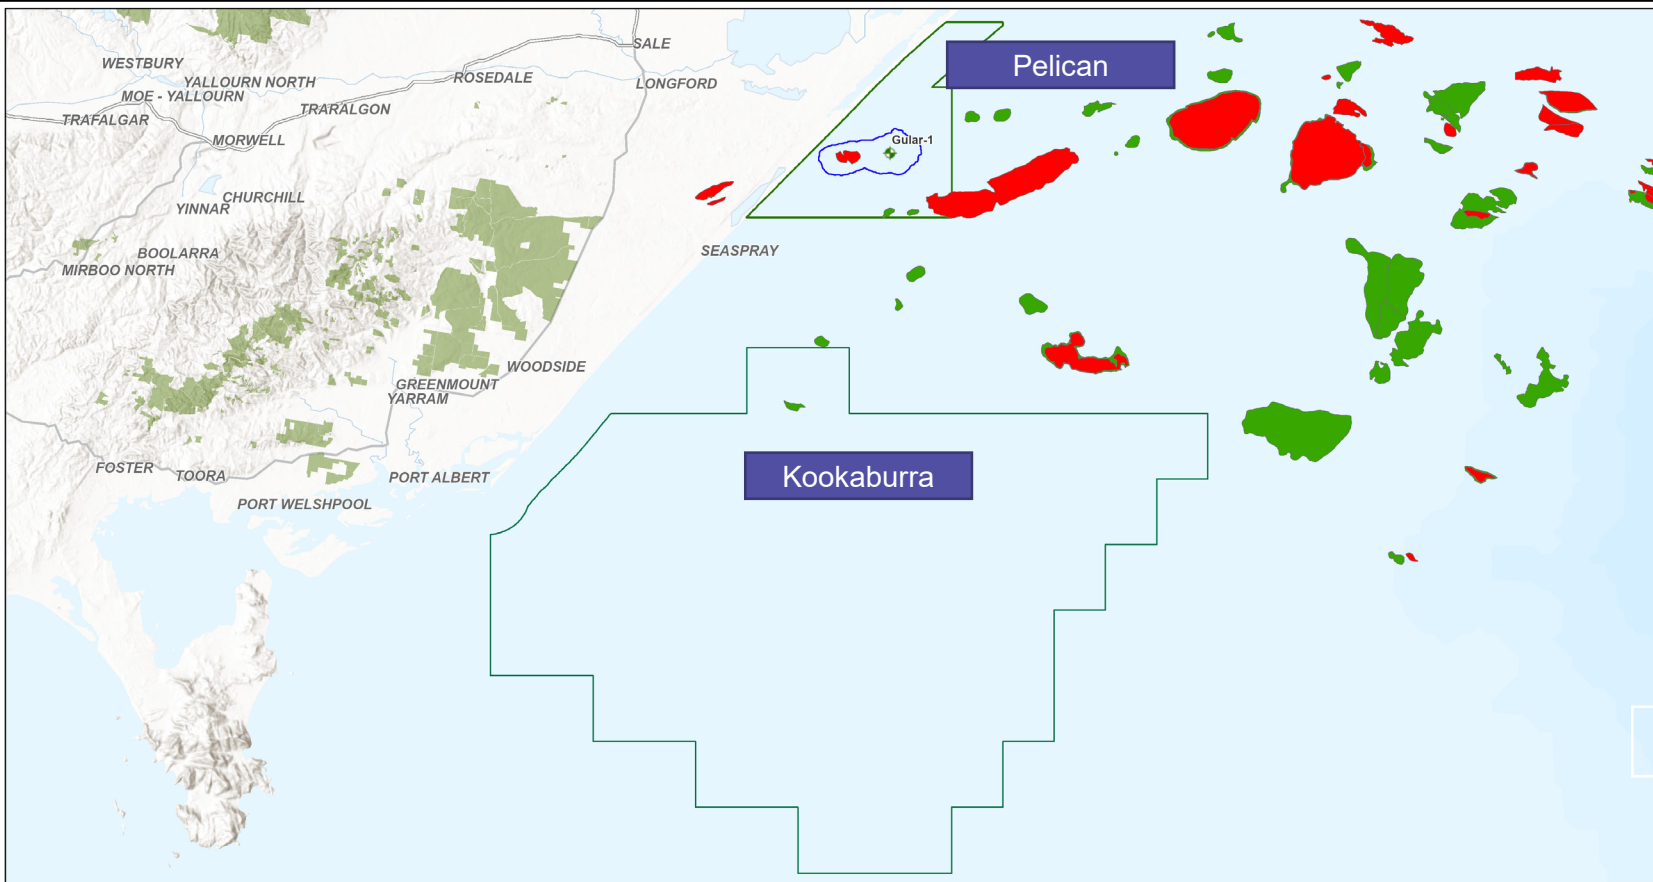 SALE
WESTBURY
Pelican
YALLOURN NORTH
ROSEDALE
LONGFORD
MOE - YALLOURN
TRARALGON
TRAFALGAR
MORWELL
Gular-1
CHURCHILL
YINNAR
BOOLARRA
SEASPRAY
MIRBOO NORTH
WOODSIDE
GREENMOUNT
YARRAM
FOSTER
TOORA
PORT ALBERT
Kookaburra
PORT WELSHPOOL